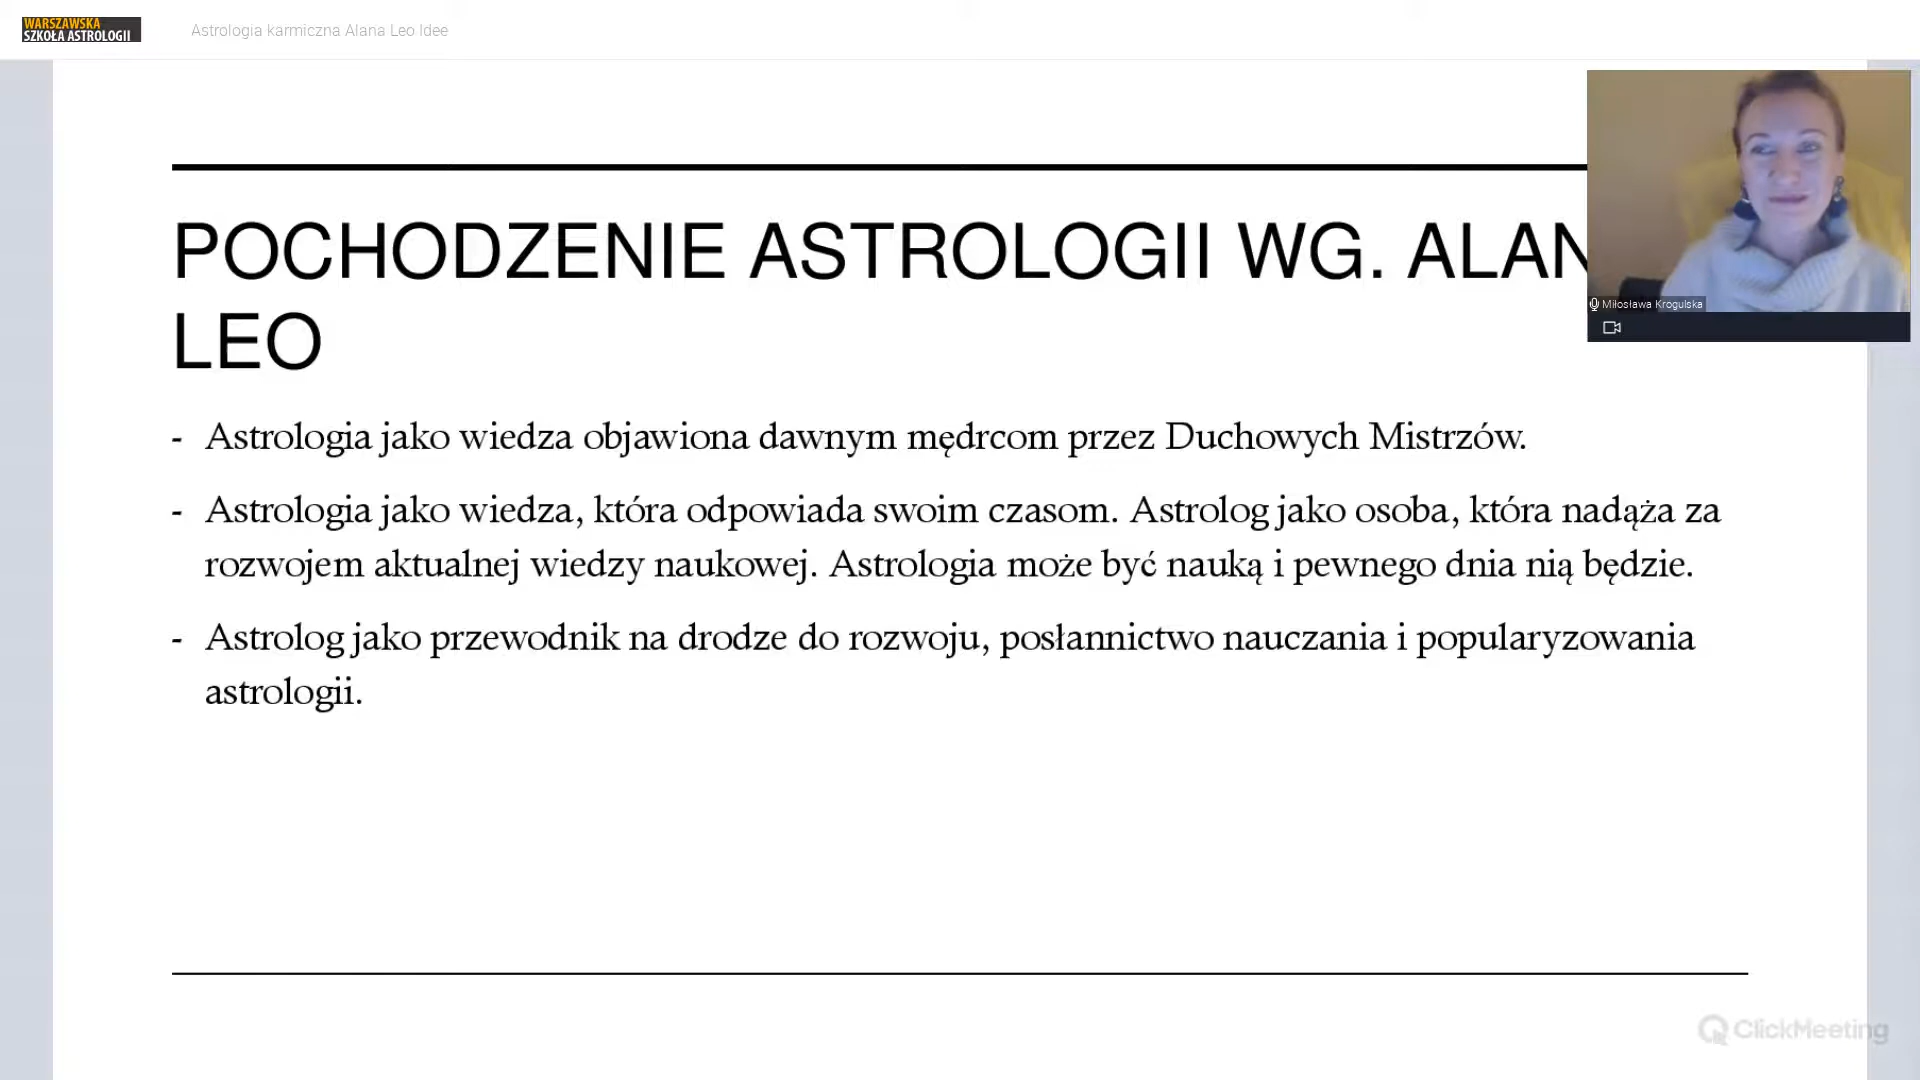 WARSZAWSKA
SZKOŁA ASTROLOGII
Astrologia karmiczna Alana Leo Idee
POCHODZENIE ASTROLOGII WG. ALAN
LEO
- Astrologia jako wiedza objawiona dawnym mędrcom przez Duchowych Mistrzów.
- Astrologia jako wiedza, która odpowiada swoim czasom. Astrolog jako osoba, która nadąża za
rozwojem aktualnej wiedzy naukowej. Astrologia może być nauką i pewnego dnia nią będzie.
- Astrolog jako przewodnik na drodze do rozwoju, posłannictwo nauczania i popularyzowania
astrologii.
Miłosława Krogulska
ClickMeeting